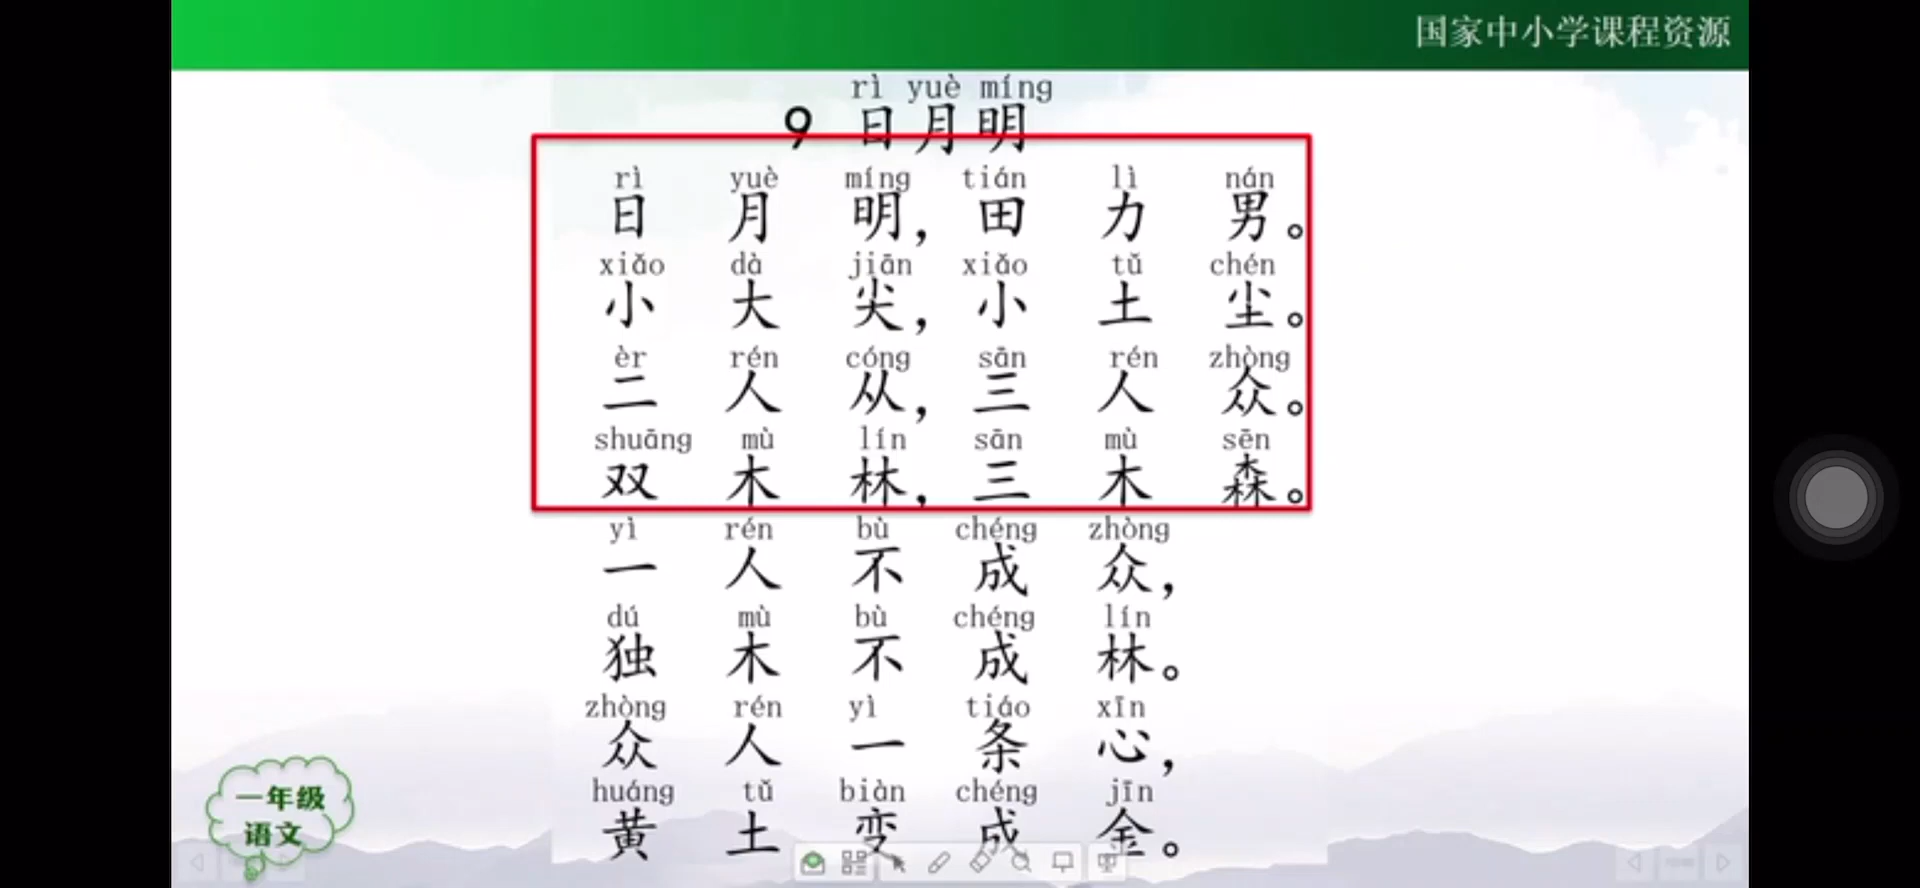 国家中小学课程资源
rì yuè míng
9 日月明
rì yuè míng tián lì nán
日 月 明，田 力 男。
xiǎo dà jiān xiǎo tǔ chén
小 大 尖，小 土 尘。
èr rén cóng sān rén zhòng
二 人 从，三 人 众。
shuāng mù lín sān mù sēn
双 木 林，三 木 森。
yì rén bù chéng zhòng
一 人 不 成 众，
dú mù bù chéng lín
独 木 不 成 林。
zhòng rén yì tiáo xīn
众 人 一 条 心，
huáng tǔ biàn chéng jīn
黄 土 变 成 金。
一年级
语文